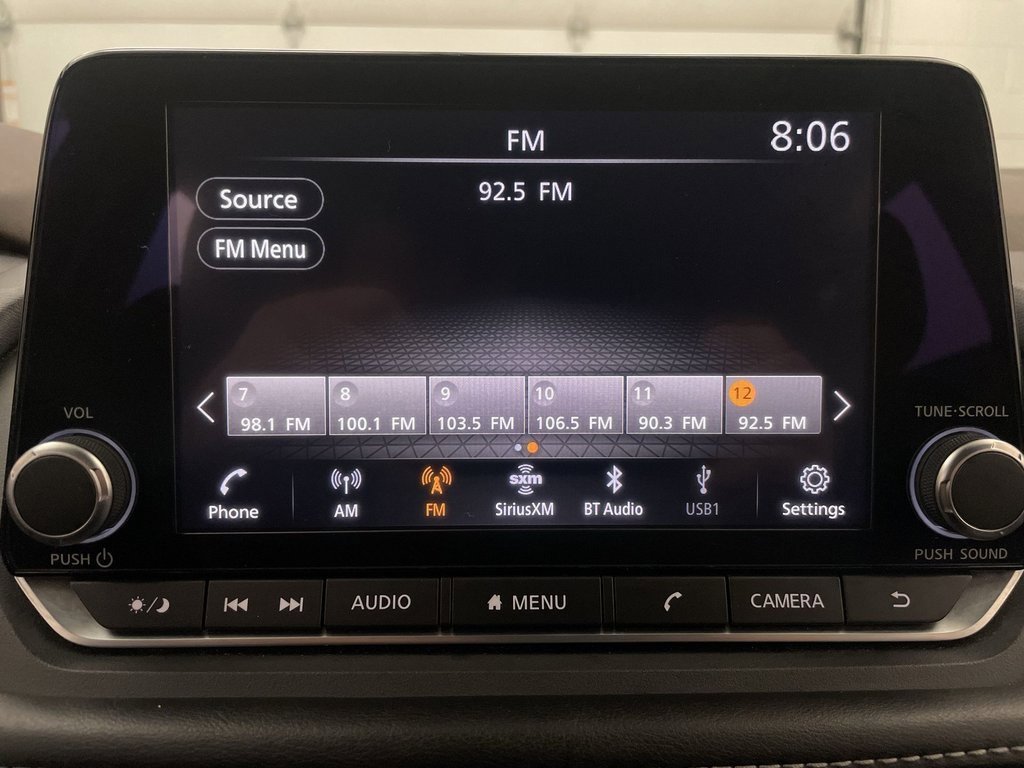 FM 8:06
Source 92.5 FM
FM Menu
7 8 9 10 11 12
98.1 FM 100.1 FM 103.5 FM 106.5 FM 90.3 FM 92.5 FM
VOL TUNE·SCROLL
sxm
Phone AM FM SiriusXM BT Audio USB1 Settings
PUSH PUSH SOUND
AUDIO MENU CAMERA